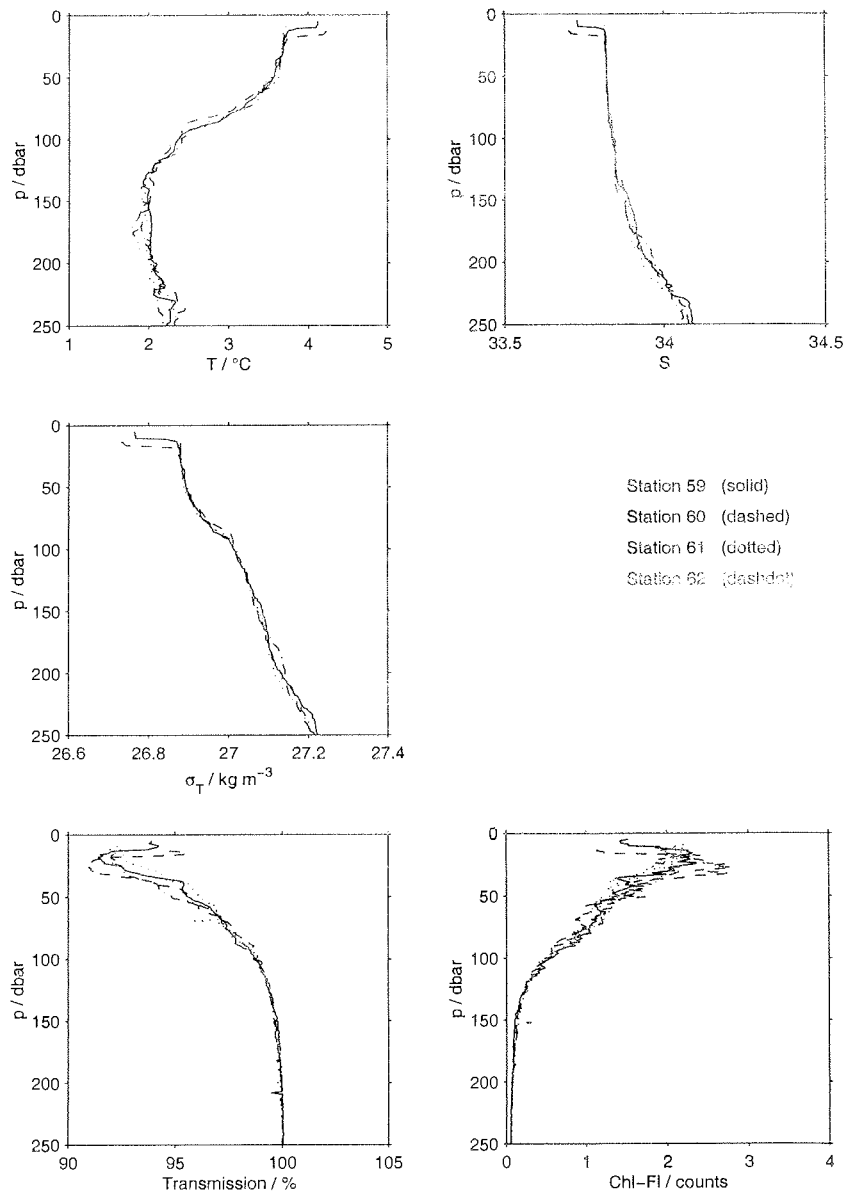 0
50
100
150
200
250
p / dbar
1 2 3 4 5
T / °C
0
50
100
150
200
250
p / dbar
33.5 34 34.5
S
0
50
100
150
200
250
p / dbar
26.6 26.8 27 27.2 27.4
σT / kg m−3
Station 59 (solid)
Station 60 (dashed)
Station 61 (dotted)
Station 62 (dashdot)
0
50
100
150
200
250
p / dbar
90 95 100 105
Transmission / %
0
50
100
150
200
250
p / dbar
0 1 2 3 4
Chl−Fl / counts